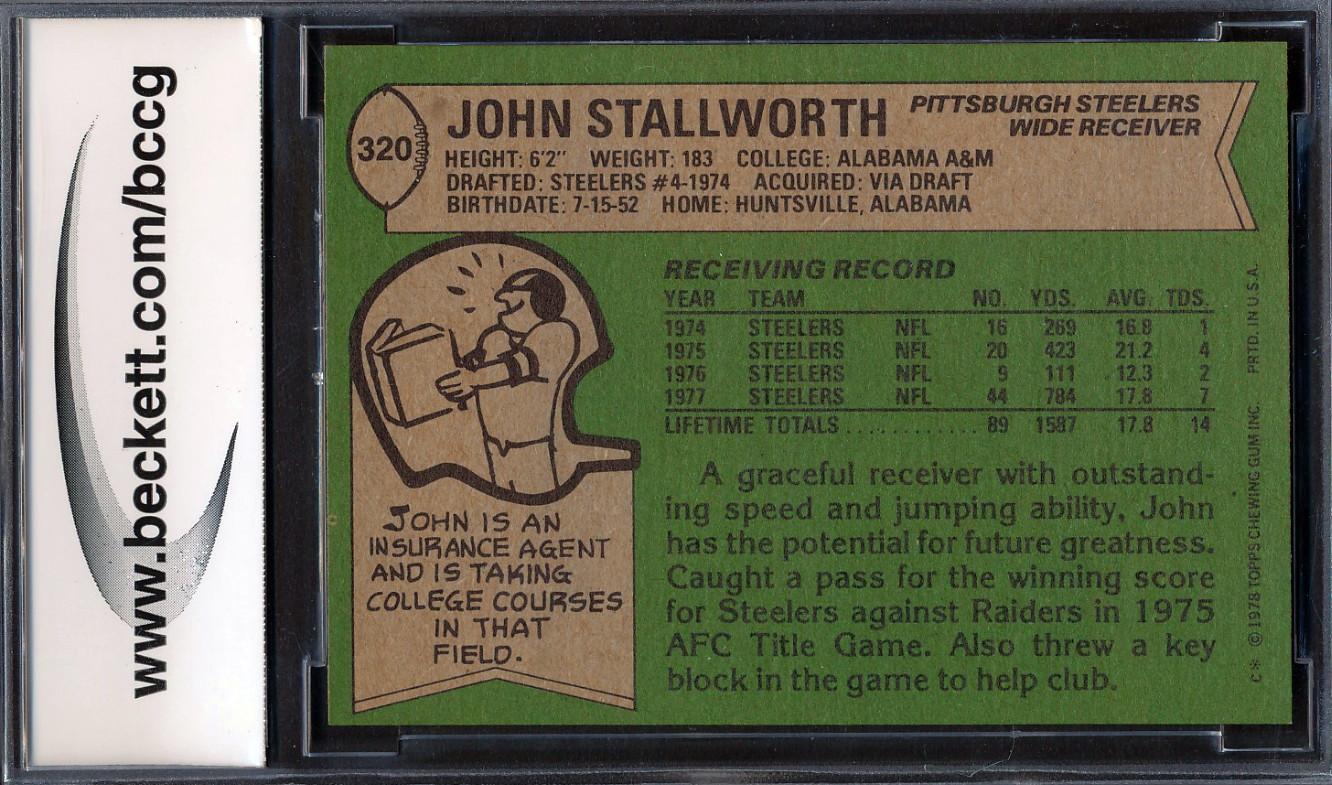 www.beckett.com/bccg
320
JOHN STALLWORTH
PITTSBURGH STEELERS
WIDE RECEIVER
HEIGHT: 6'2" WEIGHT: 183 COLLEGE: ALABAMA A&M
DRAFTED: STEELERS #4-1974 ACQUIRED: VIA DRAFT
BIRTHDATE: 7-15-52 HOME: HUNTSVILLE, ALABAMA
JOHN IS AN
INSURANCE AGENT
AND IS TAKING
COLLEGE COURSES
IN THAT
FIELD.
RECEIVING RECORD
YEAR TEAM NO. YDS. AVG. TDS.
1974 STEELERS NFL 16 269 16.8 1
1975 STEELERS NFL 20 423 21.2 4
1976 STEELERS NFL 9 111 12.3 2
1977 STEELERS NFL 44 784 17.8 7
LIFETIME TOTALS............ 89 1587 17.8 14
A graceful receiver with outstand-
ing speed and jumping ability, John
has the potential for future greatness.
Caught a pass for the winning score
for Steelers against Raiders in 1975
AFC Title Game. Also threw a key
block in the game to help club.
C* © 1978 TOPPS CHEWING GUM INC. PRTD. IN U.S.A.